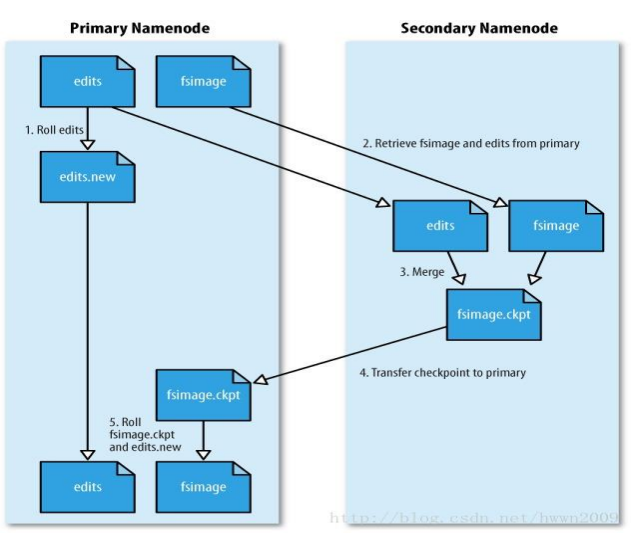 Primary Namenode
Secondary Namenode
edits
fsimage
1. Roll edits
2. Retrieve fsimage and edits from primary
edits.new
edits
fsimage
3. Merge
fsimage.ckpt
4. Transfer checkpoint to primary
fsimage.ckpt
5. Roll
fsimage.ckpt
and edits.new
edits
fsimage
http://blog.csdn.net/hwwn2009